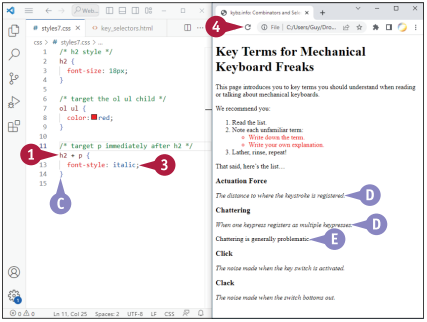 Web...
styles7.css
key_selectors.html
css > # styles7.css > ...
1 /* h2 style */
2 h2 {
3 font-size: 18px;
4 }
5
6 /* target the ol ul child */
7 ol ul {
8 color: red;
9 }
10
11 /* target p immediately after h2 */
12 h2 + p {
13 font-style: italic;
14 }
15
1
3
C
0 0 Ln 11, Col 25 Spaces: 2 UTF-8 LF CSS
kybs.info: Combinators and
4
File C:/Users/Guy/Dro...
Key Terms for Mechanical
Keyboard Freaks
This page introduces you to key terms you should understand when reading
or talking about mechanical keyboards.
We recommend you:
1. Read the list.
2. Note each unfamiliar term:
Write down the term.
Write your own explanation.
3. Lather, rinse, repeat!
That said, here's the list…
Actuation Force
The distance to where the keystroke is registered.
D
Chattering
When one keypress registers as multiple keypresses.
D
Chattering is generally problematic.
E
Click
The noise made when the key switch is activated.
Clack
The noise made when the switch bottoms out.